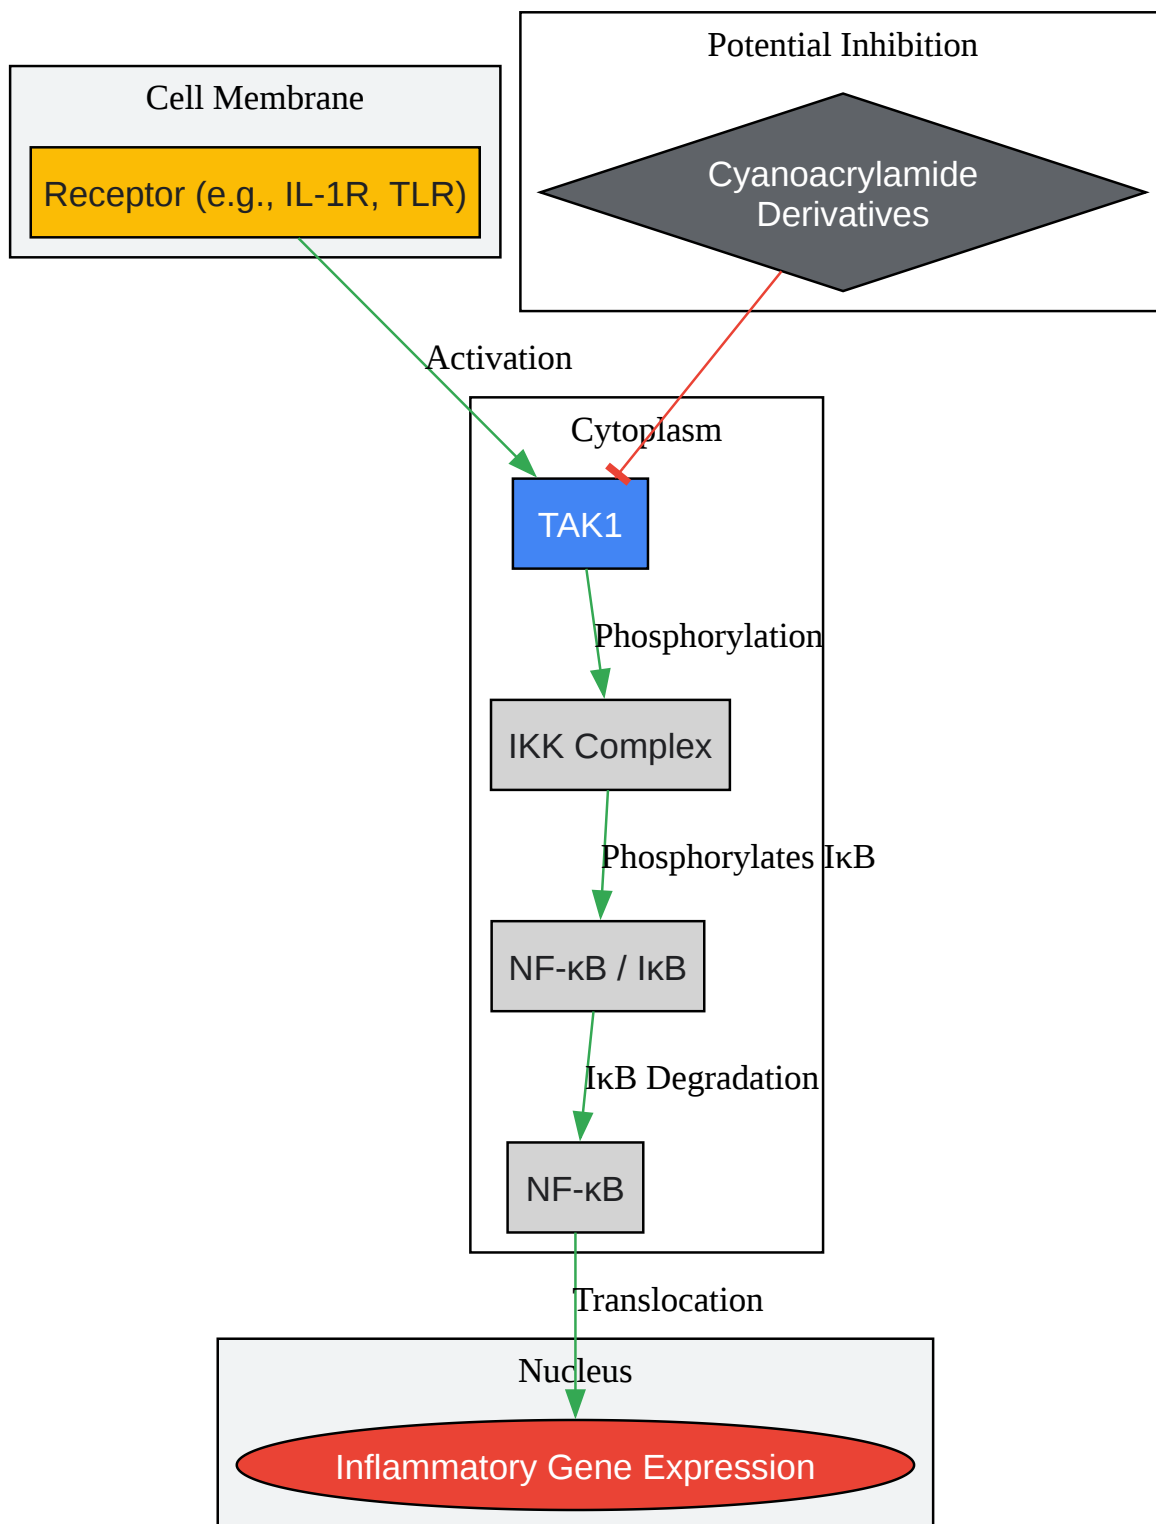 Potential Inhibition
Cell Membrane
Cyanoacrylamide
Derivatives
Receptor (e.g., IL-1R, TLR)
Activation
Cytoplasm
TAK1
Phosphorylation
IKK Complex
Phosphorylates IκB
NF-κB / IκB
IκB Degradation
NF-κB
Translocation
Nucleus
Inflammatory Gene Expression